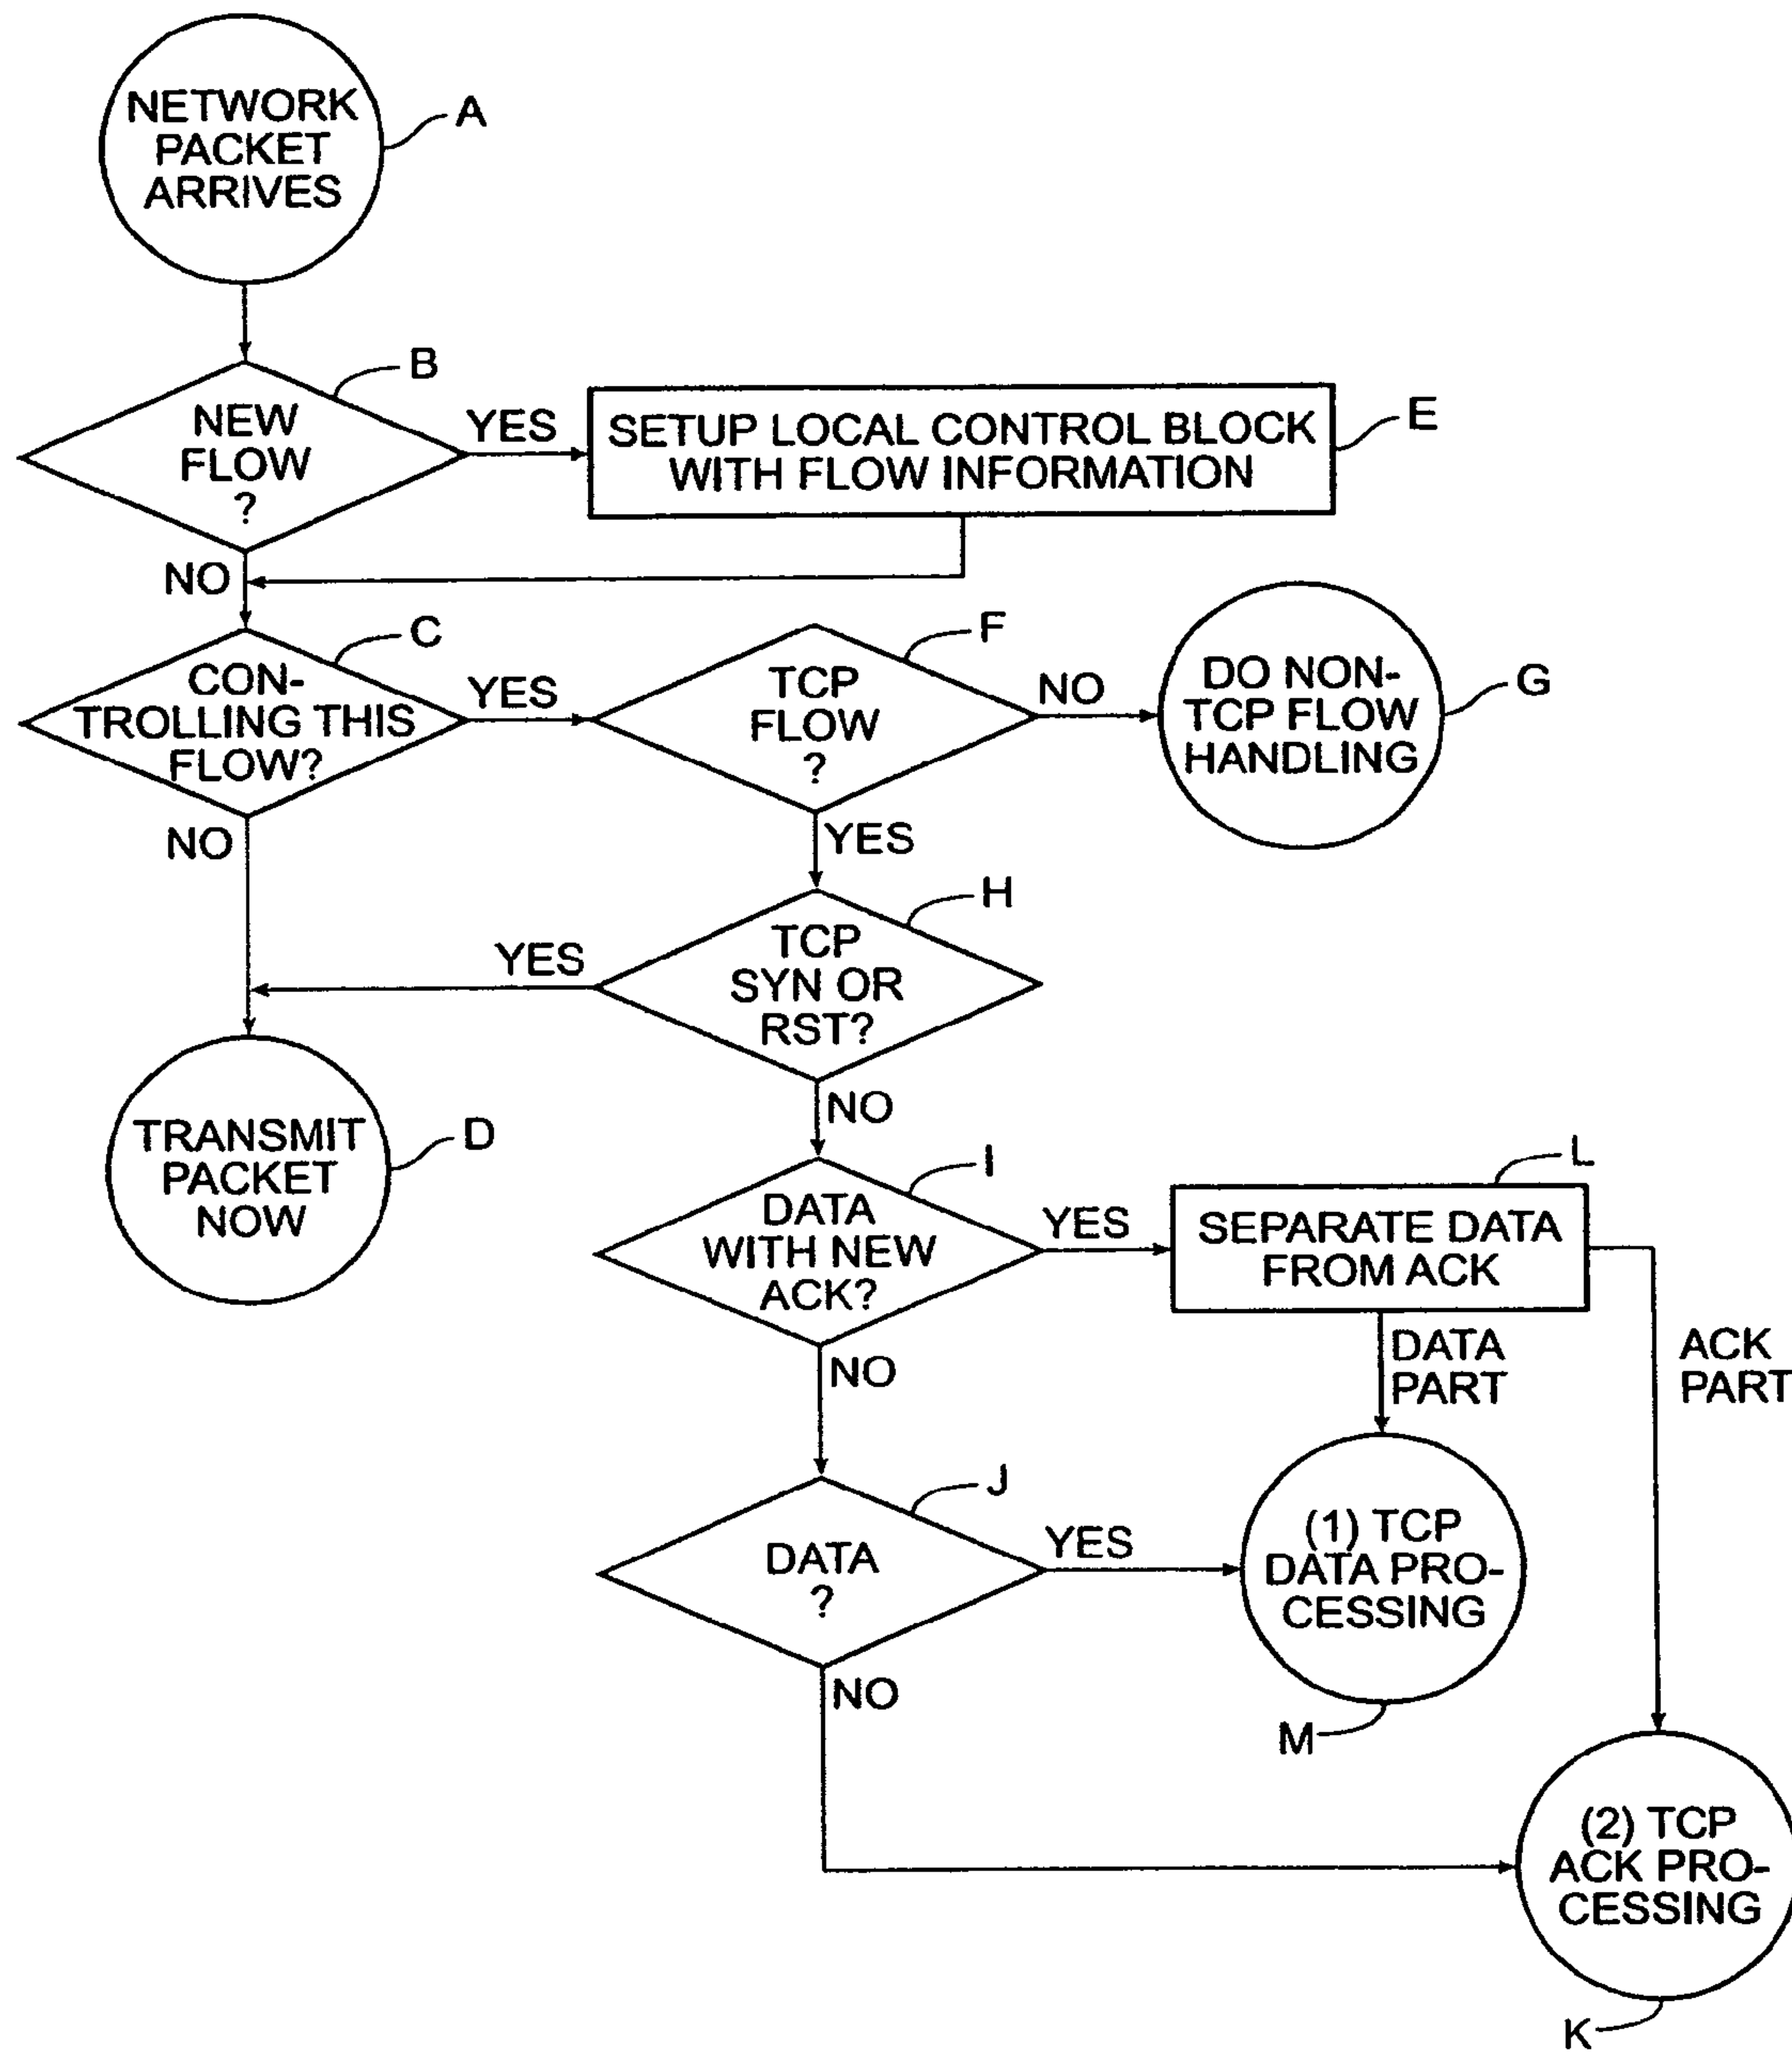 NETWORK
PACKET
ARRIVES
A
B
NEW
FLOW
?
YES
SETUP LOCAL CONTROL BLOCK
WITH FLOW INFORMATION
E
NO
C
CON-
TROLLING THIS
FLOW?
YES
F
TCP
FLOW
?
NO
DO NON-
TCP FLOW
HANDLING
G
NO
YES
H
TCP
SYN OR
RST?
YES
NO
TRANSMIT
PACKET
NOW
D
I
DATA
WITH NEW
ACK?
YES
L
SEPARATE DATA
FROM ACK
DATA
PART
ACK
PART
NO
J
DATA
?
YES
(1) TCP
DATA PRO-
CESSING
M
NO
(2) TCP
ACK PRO-
CESSING
K